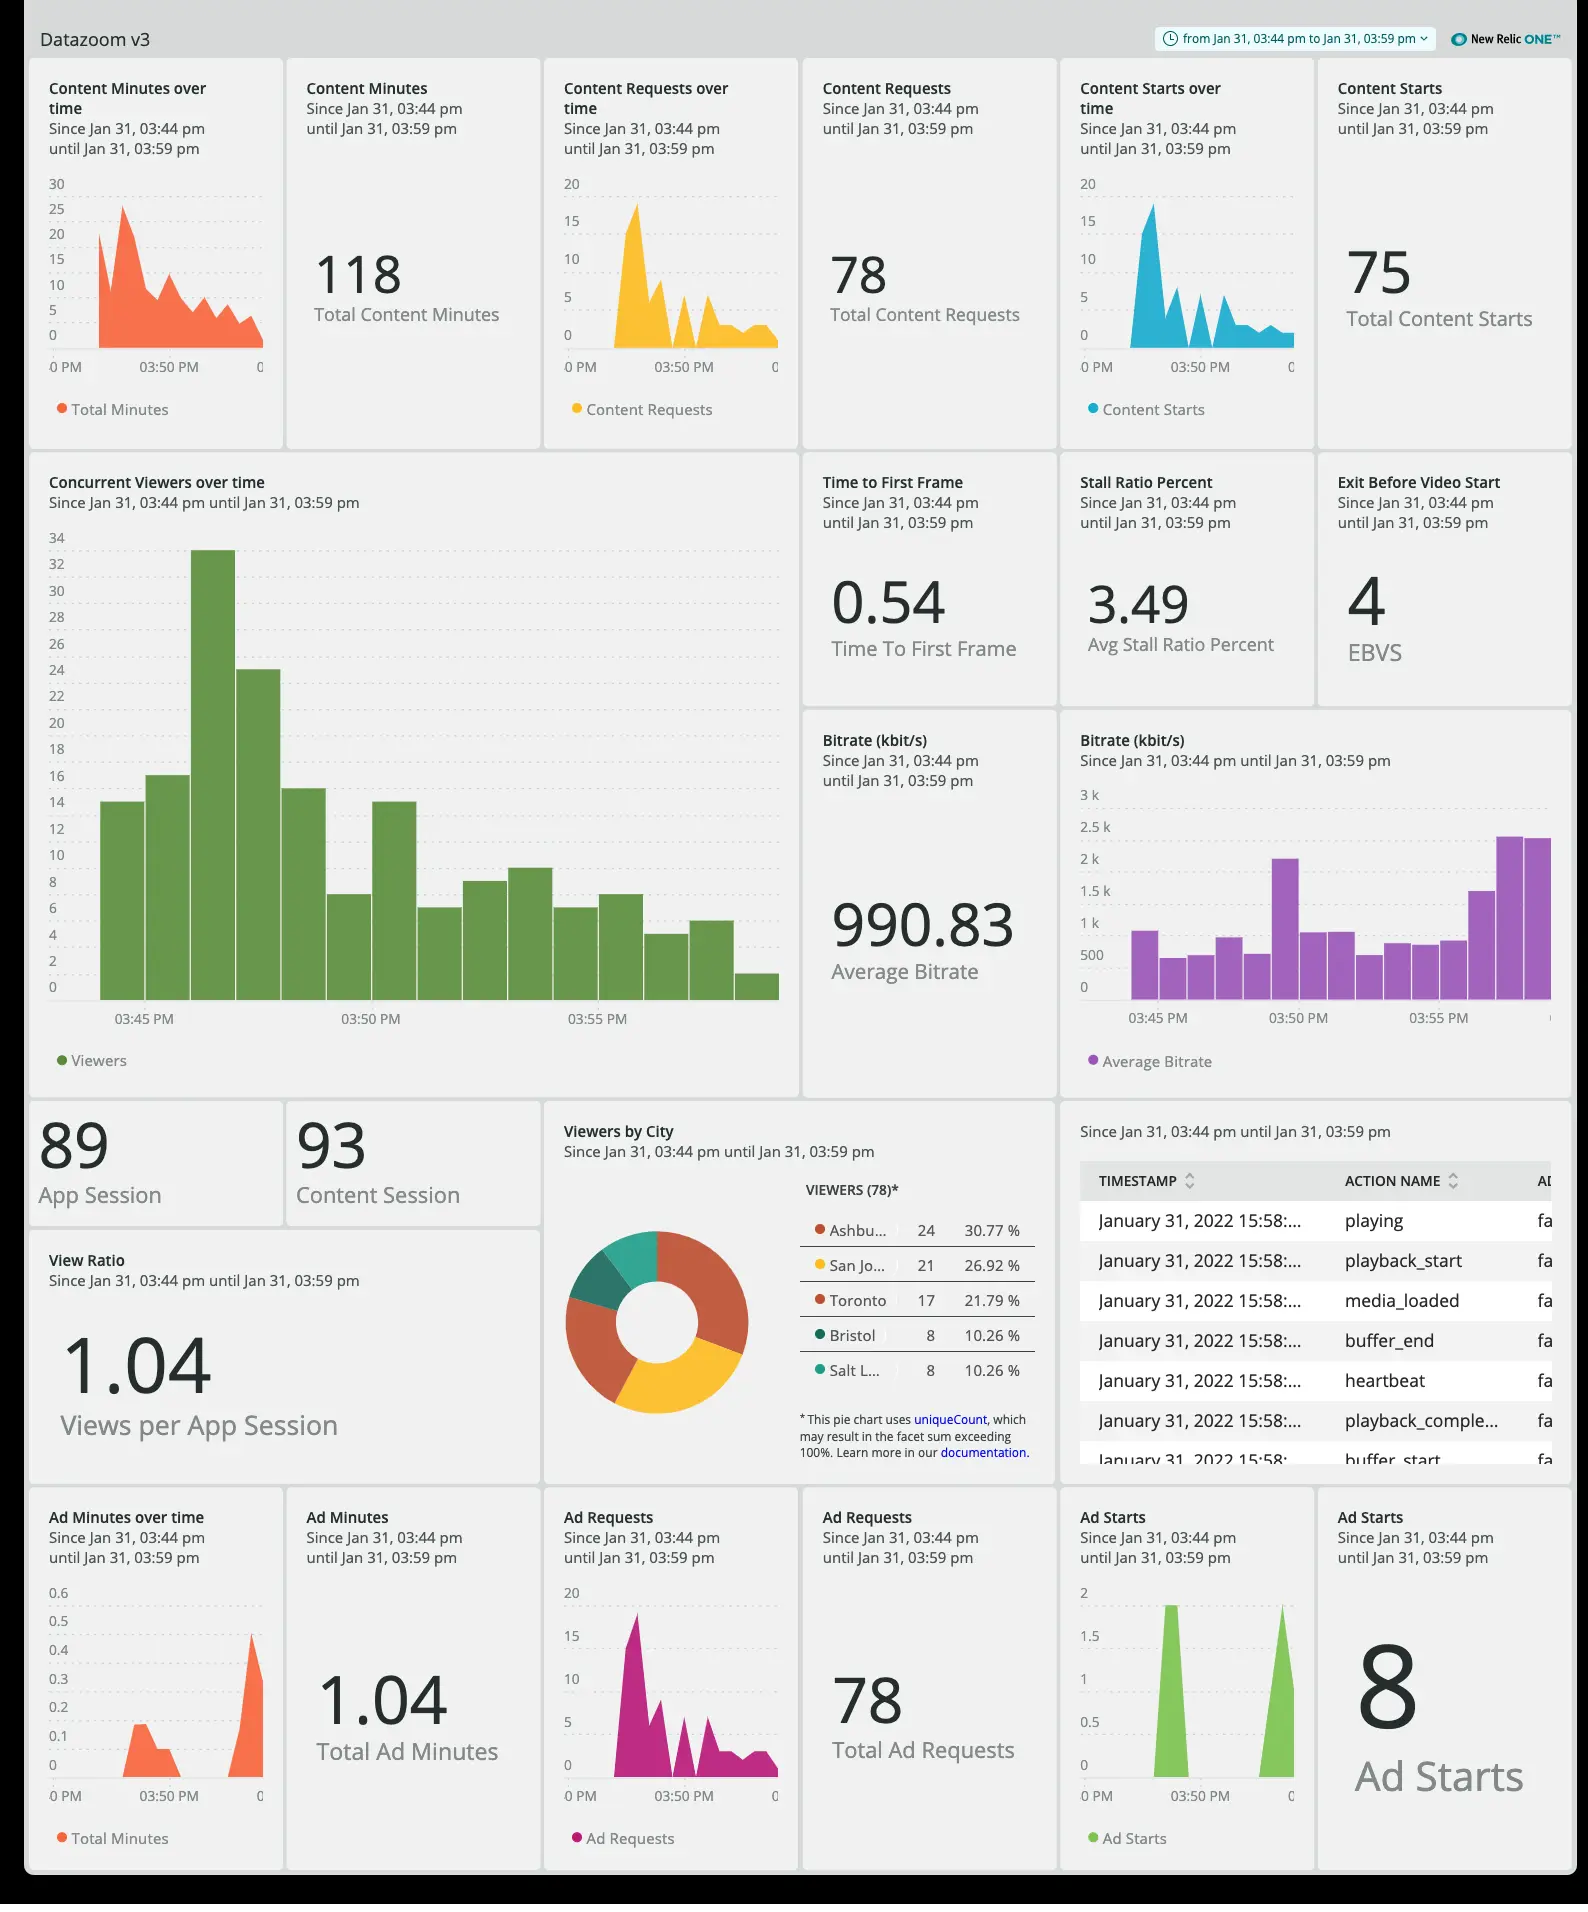 Datazoom v3
from Jan 31, 03:44 pm to Jan 31, 03:59 pm
New Relic ONE™
Content Minutes over
time
Since Jan 31, 03:44 pm
until Jan 31, 03:59 pm
30
25
20
15
10
5
0
0 PM
03:50 PM
0
Total Minutes
Content Minutes
Since Jan 31, 03:44 pm
until Jan 31, 03:59 pm
118
Total Content Minutes
Content Requests over
time
Since Jan 31, 03:44 pm
until Jan 31, 03:59 pm
20
15
10
5
0
0 PM
03:50 PM
0
Content Requests
Content Requests
Since Jan 31, 03:44 pm
until Jan 31, 03:59 pm
78
Total Content Requests
Content Starts over
time
Since Jan 31, 03:44 pm
until Jan 31, 03:59 pm
20
15
10
5
0
0 PM
03:50 PM
0
Content Starts
Content Starts
Since Jan 31, 03:44 pm
until Jan 31, 03:59 pm
75
Total Content Starts
Concurrent Viewers over time
Since Jan 31, 03:44 pm until Jan 31, 03:59 pm
34
32
30
28
26
24
22
20
18
16
14
12
10
8
6
4
2
0
03:45 PM
03:50 PM
03:55 PM
Viewers
Time to First Frame
Since Jan 31, 03:44 pm
until Jan 31, 03:59 pm
0.54
Time To First Frame
Stall Ratio Percent
Since Jan 31, 03:44 pm
until Jan 31, 03:59 pm
3.49
Avg Stall Ratio Percent
Exit Before Video Start
Since Jan 31, 03:44 pm
until Jan 31, 03:59 pm
4
EBVS
Bitrate (kbit/s)
Since Jan 31, 03:44 pm
until Jan 31, 03:59 pm
990.83
Average Bitrate
Bitrate (kbit/s)
Since Jan 31, 03:44 pm until Jan 31, 03:59 pm
3 k
2.5 k
2 k
1.5 k
1 k
500
0
03:45 PM
03:50 PM
03:55 PM
Average Bitrate
89
App Session
93
Content Session
View Ratio
Since Jan 31, 03:44 pm until Jan 31, 03:59 pm
1.04
Views per App Session
Viewers by City
Since Jan 31, 03:44 pm until Jan 31, 03:59 pm
VIEWERS (78)*
Ashbu... 24 30.77 %
San Jo... 21 26.92 %
Toronto 17 21.79 %
Bristol 8 10.26 %
Salt L... 8 10.26 %
* This pie chart uses uniqueCount, which
may result in the facet sum exceeding
100%. Learn more in our documentation.
Since Jan 31, 03:44 pm until Jan 31, 03:59 pm
TIMESTAMP ACTION NAME AD
January 31, 2022 15:58:... playing fa
January 31, 2022 15:58:... playback_start fa
January 31, 2022 15:58:... media_loaded fa
January 31, 2022 15:58:... buffer_end fa
January 31, 2022 15:58:... heartbeat fa
January 31, 2022 15:58:... playback_comple... fa
January 31, 2022 15:58:... buffer_start fa
Ad Minutes over time
Since Jan 31, 03:44 pm
until Jan 31, 03:59 pm
0.6
0.5
0.4
0.3
0.2
0.1
0
0 PM
03:50 PM
0
Total Minutes
Ad Minutes
Since Jan 31, 03:44 pm
until Jan 31, 03:59 pm
1.04
Total Ad Minutes
Ad Requests
Since Jan 31, 03:44 pm
until Jan 31, 03:59 pm
20
15
10
5
0
0 PM
03:50 PM
0
Ad Requests
Ad Requests
Since Jan 31, 03:44 pm
until Jan 31, 03:59 pm
78
Total Ad Requests
Ad Starts
Since Jan 31, 03:44 pm
until Jan 31, 03:59 pm
2
1.5
1
0.5
0
0 PM
03:50 PM
0
Ad Starts
Ad Starts
Since Jan 31, 03:44 pm
until Jan 31, 03:59 pm
8
Ad Starts